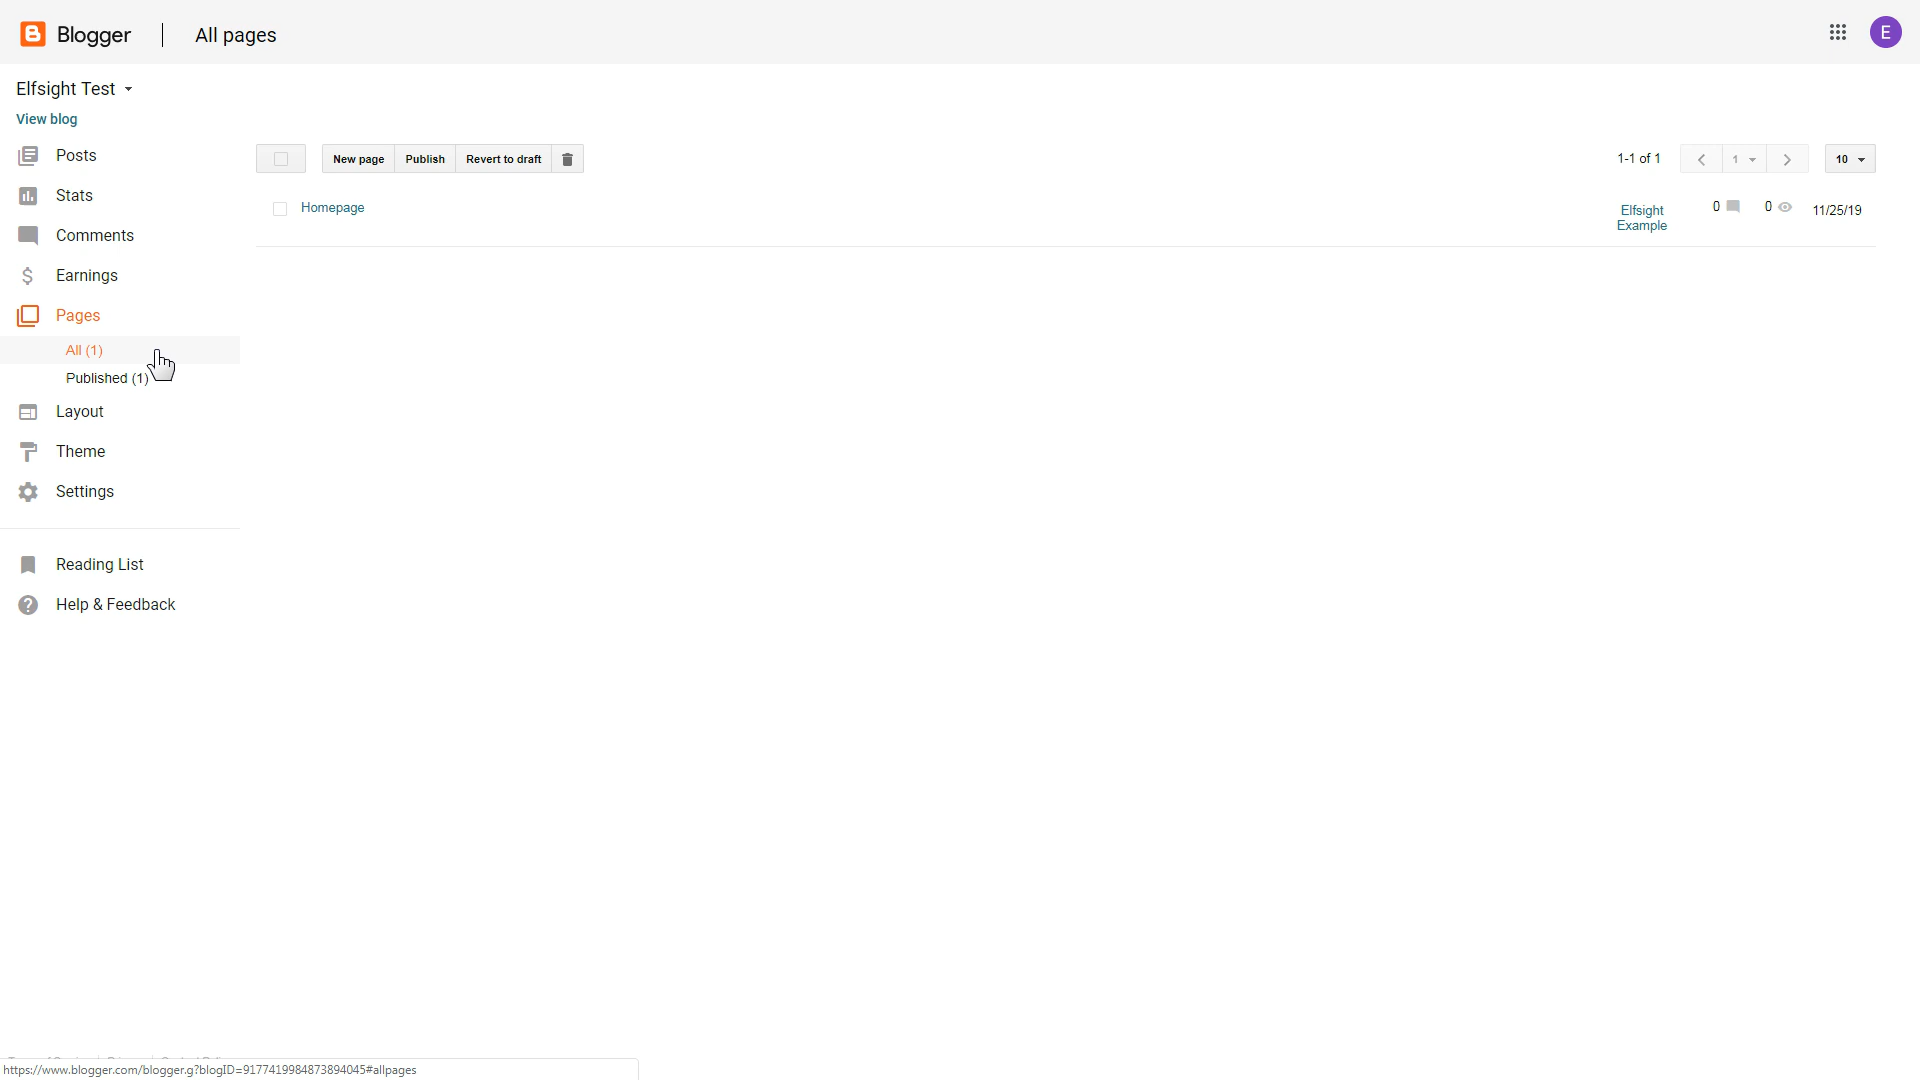 Blogger
All pages
E
Elfsight Test
View blog
Posts
Stats
Comments
Earnings
Pages
All (1)
Published (1)
Layout
Theme
Settings
Reading List
Help & Feedback
New page
Publish
Revert to draft
1-1 of 1
1
10
Homepage
Elfsight
Example
0
0
11/25/19
https://www.blogger.com/blogger.g?blogID=9177419984873894045#allpages